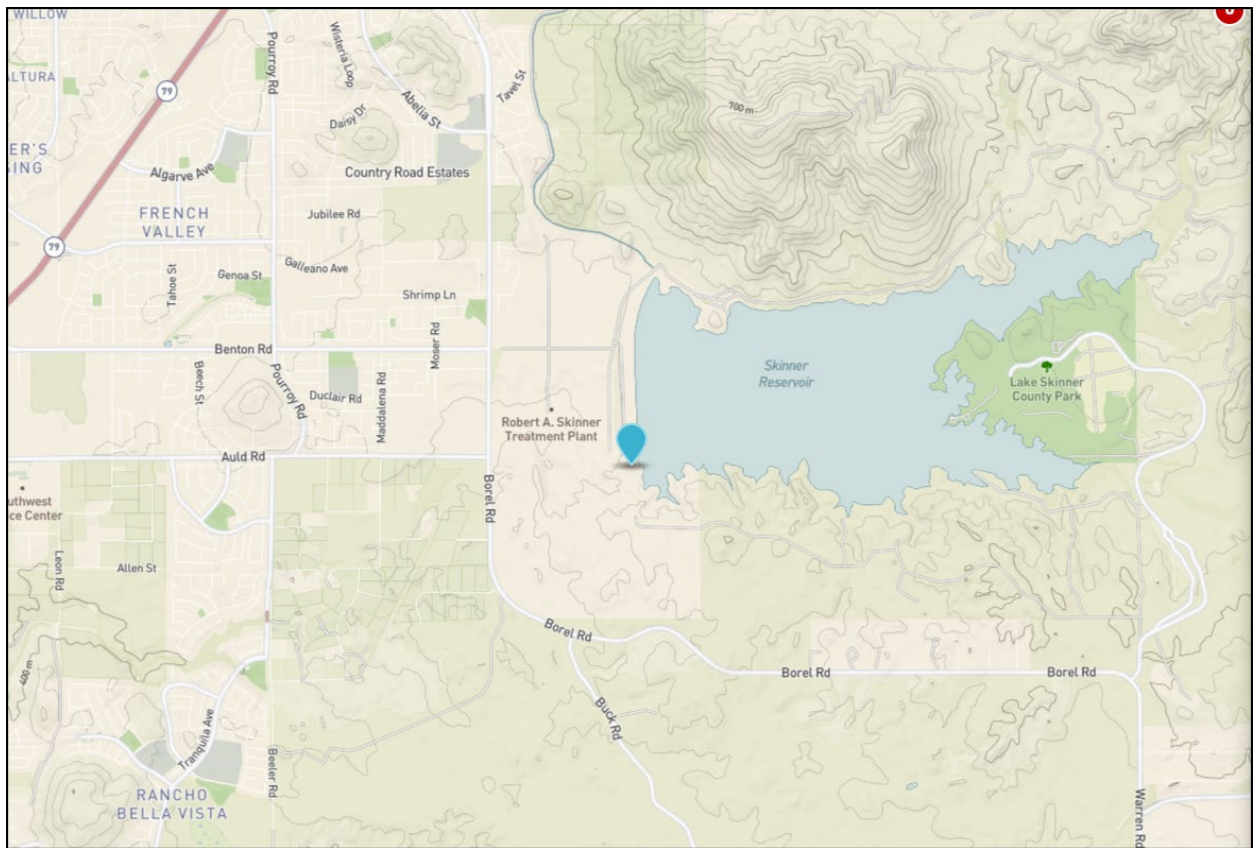 WILLOW
ALTURA
79
Pourroy Rd
Wisteria Loop
Abelia St
Tavel St
Daisy Dr
700 m
ER'S
ING
Algarve Ave
Country Road Estates
FRENCH
VALLEY
Jubilee Rd
79
Tahoe St
Genoa St
Galleano Ave
Shrimp Ln
Benton Rd
Moser Rd
Beech St
Pourroy Rd
Duclair Rd
Maddalena Rd
Skinner
Reservoir
Lake Skinner
County Park
Robert A. Skinner
Treatment Plant
Auld Rd
Borel Rd
uthwest
ce Center
Leon Rd
Allen St
Borel Rd
Borel Rd
Borel Rd
400 m
Tranquila Ave
Buck Rd
Beeler Rd
RANCHO
BELLA VISTA
Warren Rd